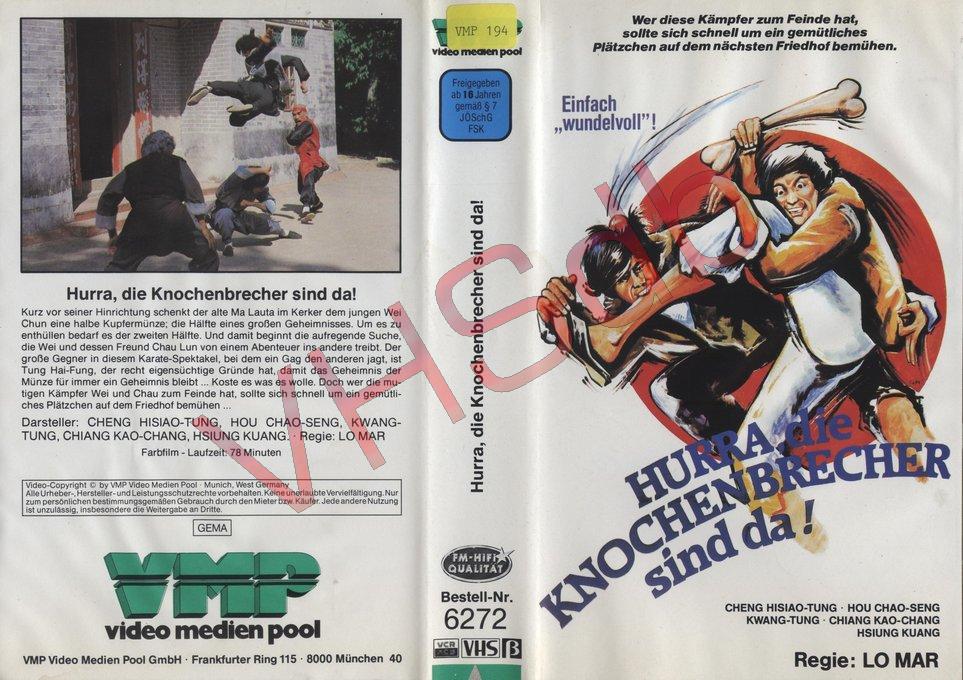 Hurra, die Knochenbrecher sind da!
Kurz vor seiner Hinrichtung schenkt der alte Ma Lauta im Kerker dem jungen Wei
Chun eine halbe Kupfermünze; die Hälfte eines großen Geheimnisses. Um es zu
enthüllen bedarf es der zweiten Hälfte. Und damit beginnt die aufregende Suche,
die Wei und dessen Freund Chau Lun von einem Abenteuer ins andere treibt. Der
große Gegner in diesem Karate-Spektakel, bei dem ein Gag den anderen jagt, ist
Tung Hai-Fung, der recht eigensüchtige Gründe hat, damit das Geheimnis der
Münze für immer ein Geheimnis bleibt ... Koste es was es wolle. Doch wer die mu-
tigen Kämpfer Wei und Chau zum Feinde hat, sollte sich schnell um ein gemütli-
ches Plätzchen auf dem Friedhof bemühen ...
Darsteller: CHENG HISIAO-TUNG, HOU CHAO-SENG, KWANG-
TUNG, CHIANG KAO-CHANG, HSIUNG KUANG. · Regie: LO MAR
Farbfilm - Laufzeit: 78 Minuten
Video-Copyright © by VMP Video Medien Pool · Munich, West Germany
Alle Urheber-, Hersteller- und Leistungsschutzrechte vorbehalten. Keine unerlaubte Vervielfältigung. Nur
zum persönlichen bestimmungsgemäßen Gebrauch durch den Mieter bzw. Käufer. Jede andere Nutzung
ist unzulässig, insbesondere die Weitergabe an Dritte.
GEMA
VMP
video medien pool
VMP Video Medien Pool GmbH · Frankfurter Ring 115 · 8000 München 40
VMP 194
video medien pool
Freigegeben
ab 16 Jahren
gemäß § 7
JÖSchG
FSK
Hurra, die Knochenbrecher sind da!
FM-HiFi
QUALITÄT
Bestell-Nr.
6272
VCR
VHS β
Wer diese Kämpfer zum Feinde hat,
sollte sich schnell um ein gemütliches
Plätzchen auf dem nächsten Friedhof bemühen.
Einfach
„wundelvoll"!
HURRA, die
KNOCHENBRECHER
sind da!
CHENG HISIAO-TUNG · HOU CHAO-SENG
KWANG-TUNG · CHIANG KAO-CHANG
HSIUNG KUANG
Regie: LO MAR
VHSdb